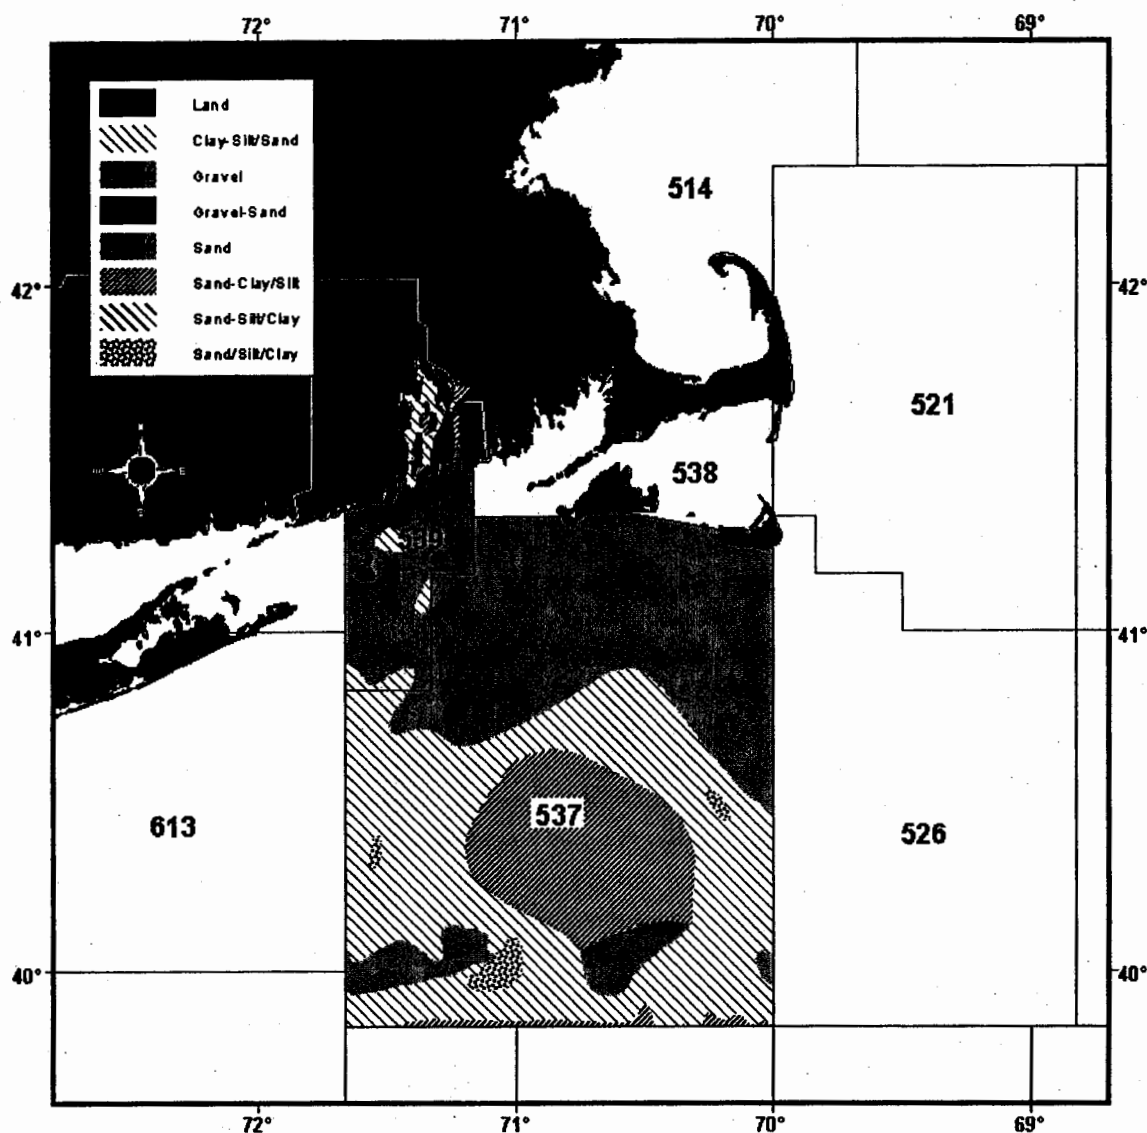 72° 71° 70° 69°
Land
Clay-Silt/Sand
Gravel
Gravel-Sand
Sand
Sand-Clay/Silt
Sand-Silt/Clay
Sand/Silt/Clay
514
42° 42°
521
N
E
S
538
539
41° 41°
537
613
526
40° 40°
72° 71° 70° 69°